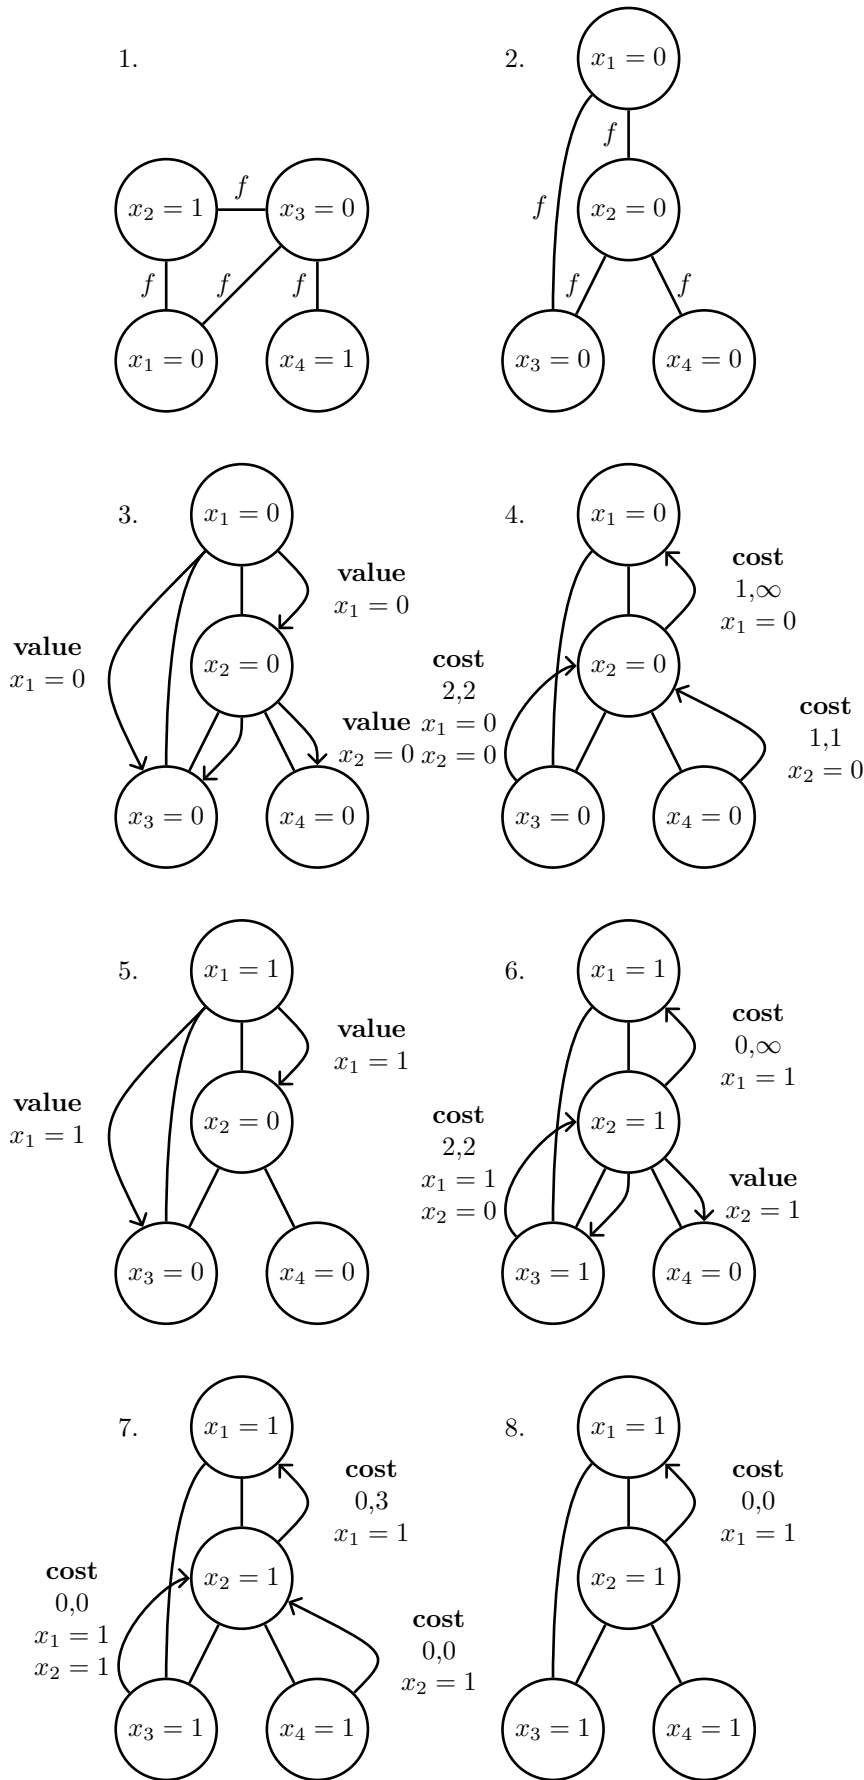 1.
x₂ = 1
f
x₃ = 0
f
f
f
x₁ = 0
x₄ = 1
2.
x₁ = 0
f
x₂ = 0
f
f
f
x₃ = 0
x₄ = 0
3.
x₁ = 0
value
x₁ = 0
value
x₁ = 0
x₂ = 0
value
x₂ = 0
x₃ = 0
x₄ = 0
4.
x₁ = 0
cost
1,∞
x₁ = 0
x₂ = 0
cost
2,2
x₁ = 0
x₂ = 0
cost
1,1
x₂ = 0
x₃ = 0
x₄ = 0
5.
x₁ = 1
value
x₁ = 1
value
x₁ = 1
x₂ = 0
x₃ = 0
x₄ = 0
6.
x₁ = 1
cost
0,∞
x₁ = 1
x₂ = 1
cost
2,2
x₁ = 1
x₂ = 0
value
x₂ = 1
x₃ = 1
x₄ = 0
7.
x₁ = 1
cost
0,3
x₁ = 1
x₂ = 1
cost
0,0
x₁ = 1
x₂ = 1
cost
0,0
x₂ = 1
x₃ = 1
x₄ = 1
8.
x₁ = 1
cost
0,0
x₁ = 1
x₂ = 1
x₃ = 1
x₄ = 1